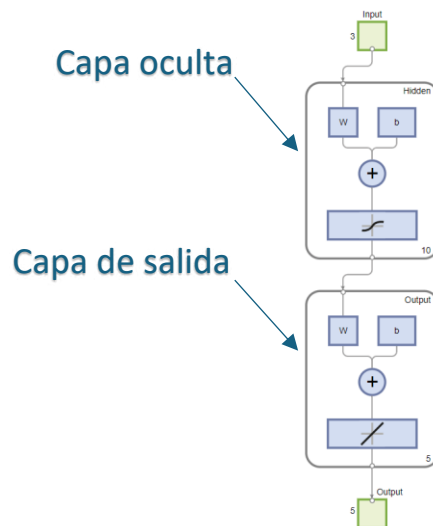 Input
3
Capa oculta
Hidden
W
b
+
10
Capa de salida
Output
W
b
+
5
Output
5